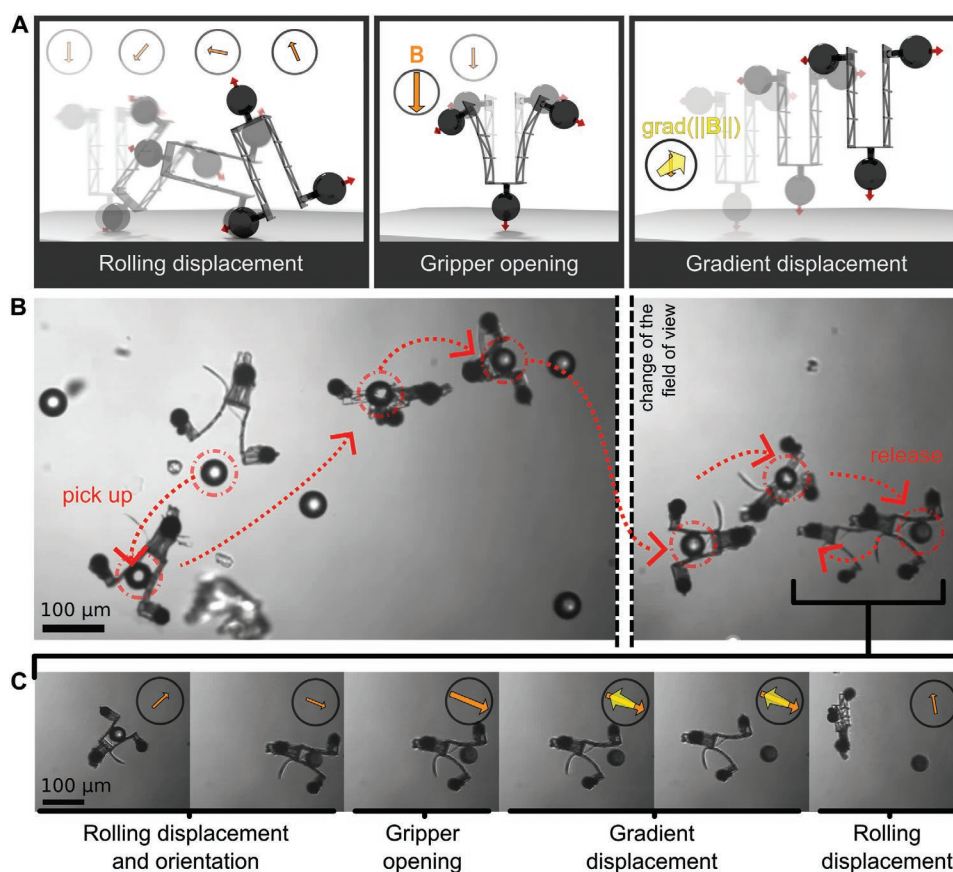 A
B
grad(||B||)
Rolling displacement
Gripper opening
Gradient displacement
B
change of the
field of view
pick up
release
100 μm
C
100 μm
Rolling displacement
and orientation
Gripper
opening
Gradient
displacement
Rolling
displacement